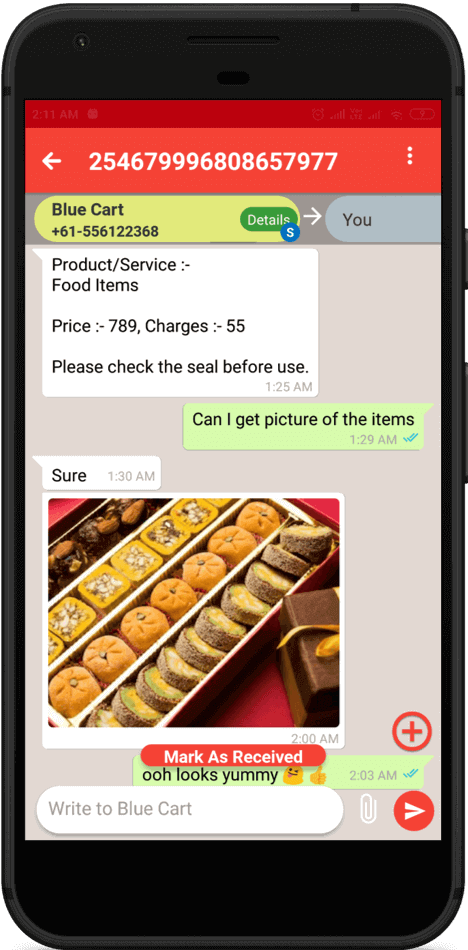 2:11 AM
254679996808657977
Blue Cart
+61-556122368
Details
S
You
Product/Service :-
Food Items
Price :- 789, Charges :- 55
Please check the seal before use.
1:25 AM
Can I get picture of the items
1:29 AM
Sure 1:30 AM
2:00 AM
Mark As Received
ooh looks yummy 🤗 👍 2:03 AM
Write to Blue Cart